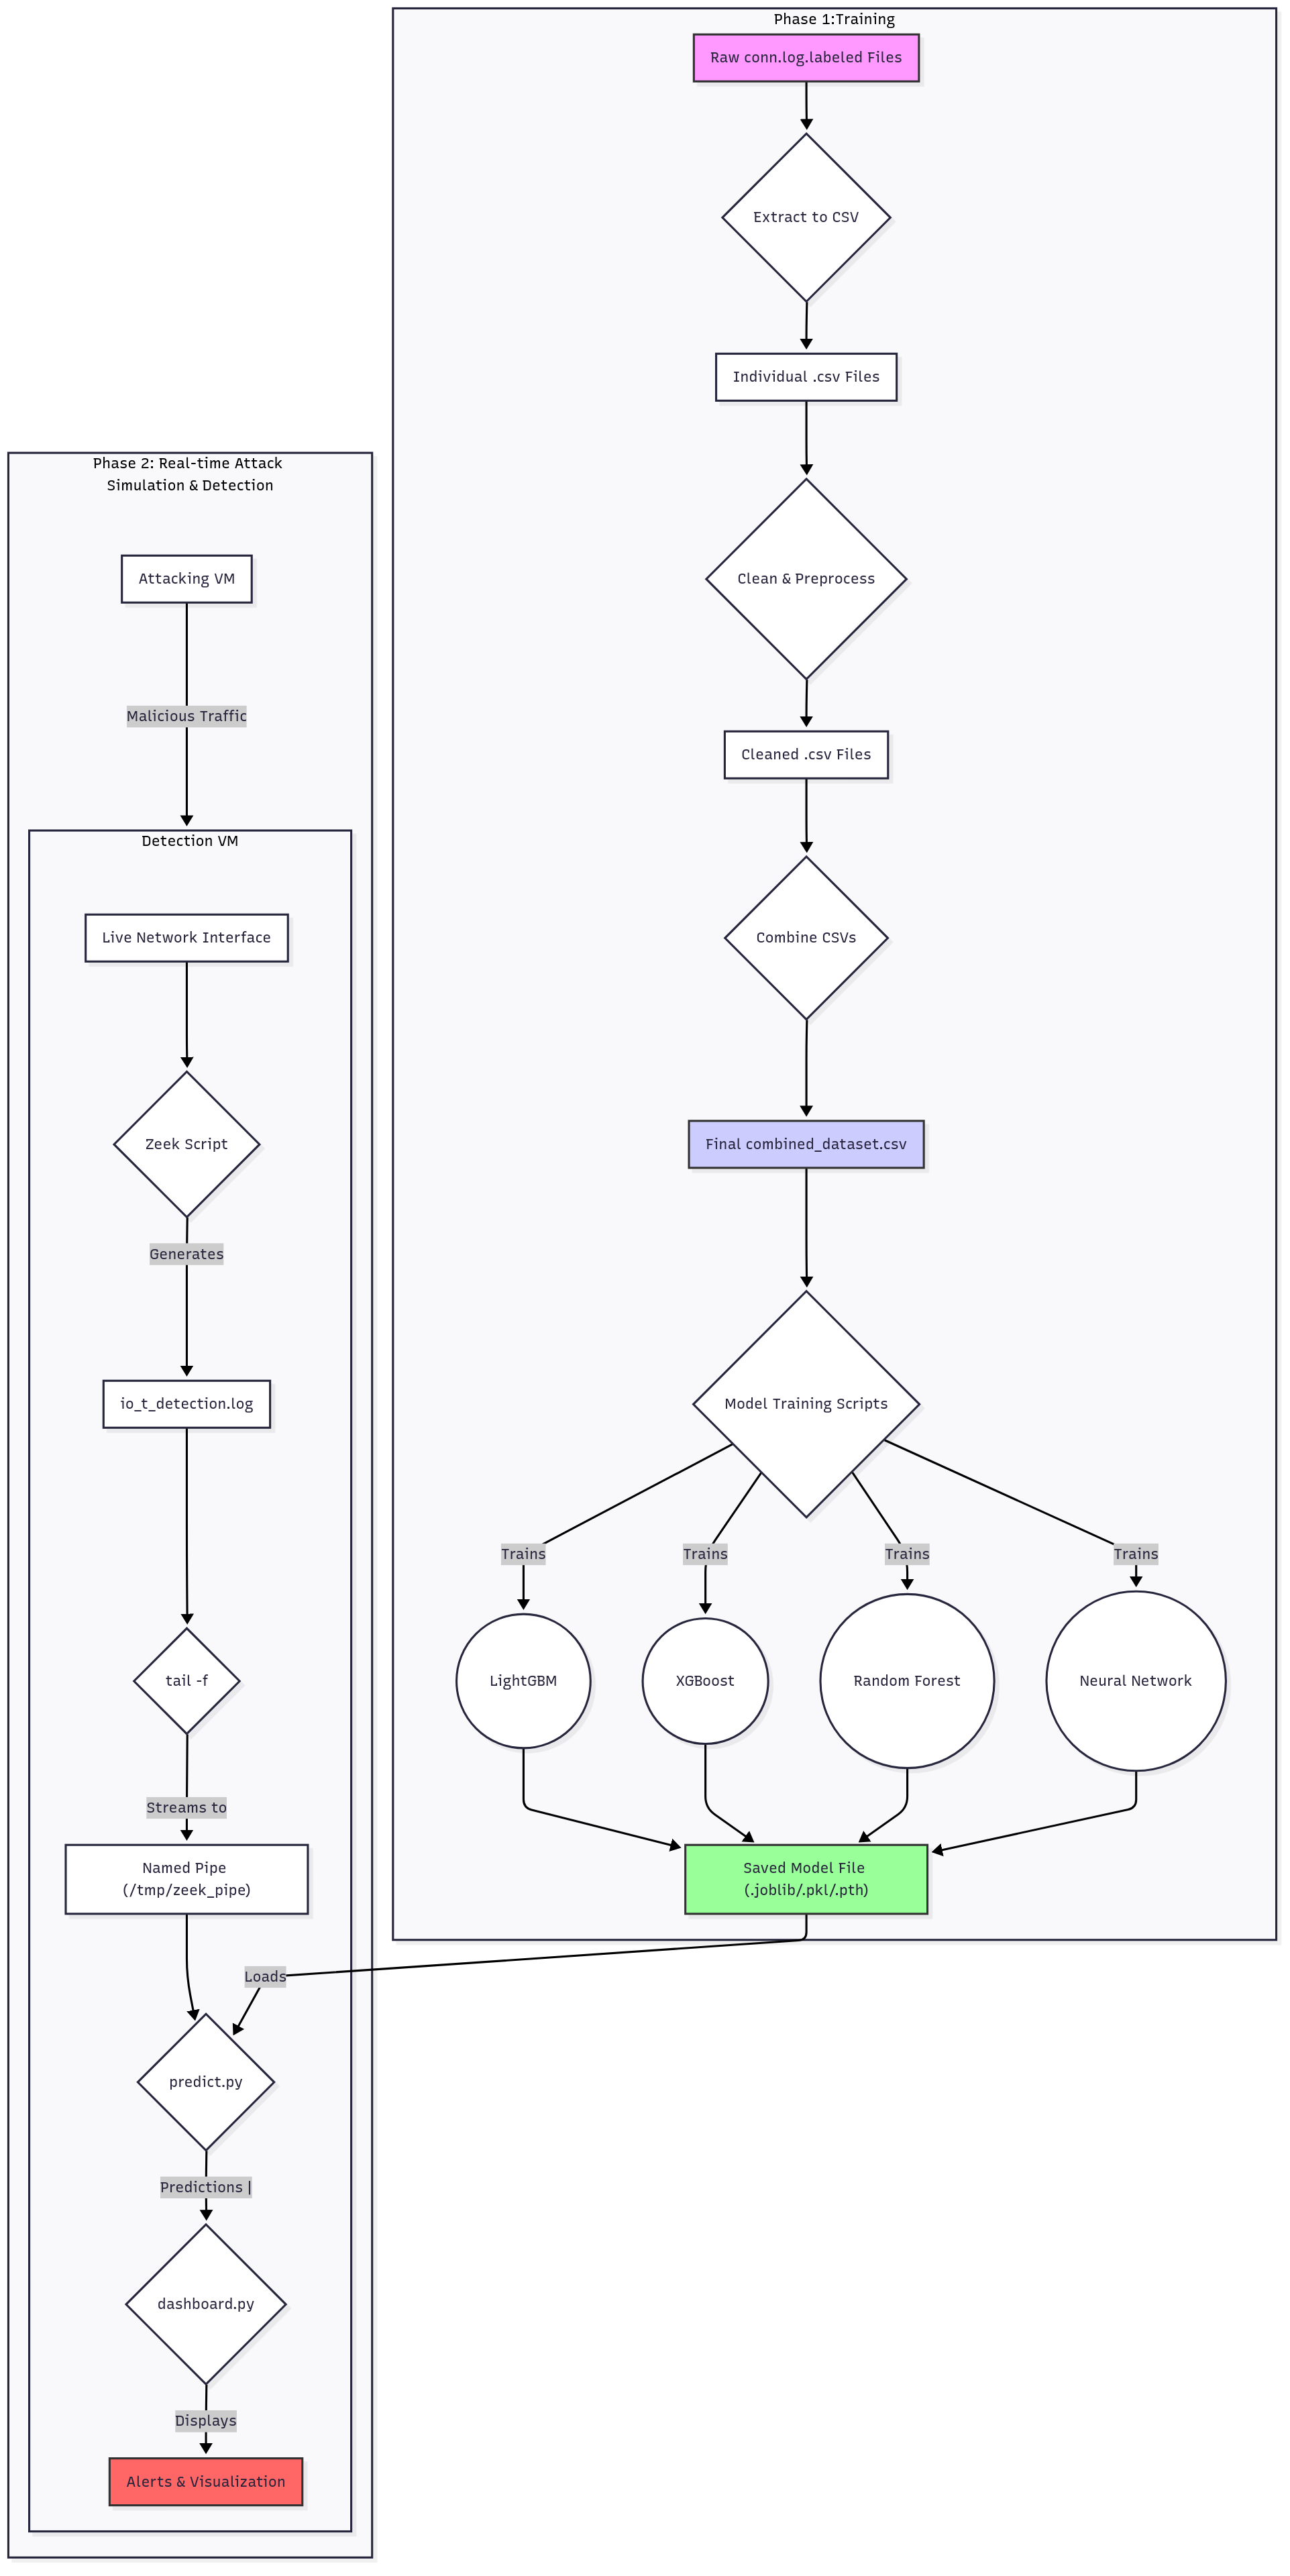 Phase 1:Training
Raw conn.log.labeled Files
Extract to CSV
Individual .csv Files
Clean & Preprocess
Cleaned .csv Files
Combine CSVs
Final combined_dataset.csv
Model Training Scripts
Trains
Trains
Trains
Trains
LightGBM
XGBoost
Random Forest
Neural Network
Saved Model File
(.joblib/.pkl/.pth)
Phase 2: Real-time Attack
Simulation & Detection
Attacking VM
Malicious Traffic
Detection VM
Live Network Interface
Zeek Script
Generates
io_t_detection.log
tail -f
Streams to
Named Pipe
(/tmp/zeek_pipe)
Loads
predict.py
Predictions |
dashboard.py
Displays
Alerts & Visualization